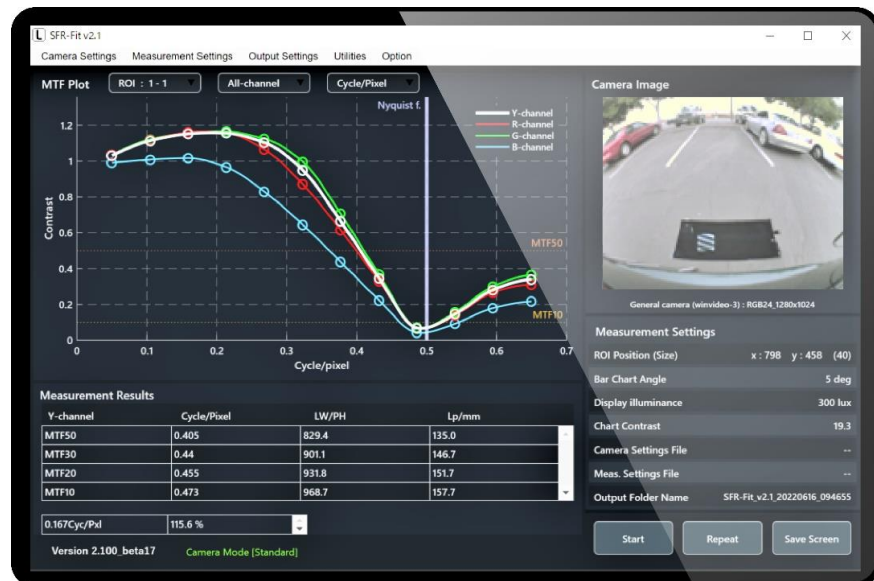 L SFR-Fit v2.1
Camera Settings Measurement Settings Output Settings Utilities Option
MTF Plot ROI : 1 - 1 All-channel Cycle/Pixel
Nyquist f.
Y-channel
R-channel
G-channel
B-channel
Contrast
1.2
1
0.8
0.6
MTF50
0.4
0.2
MTF10
0
0 0.1 0.2 0.3 0.4 0.5 0.6 0.7
Cycle/pixel
Measurement Results
Y-channel Cycle/Pixel LW/PH Lp/mm
MTF50 0.405 829.4 135.0
MTF30 0.44 901.1 146.7
MTF20 0.455 931.8 151.7
MTF10 0.473 968.7 157.7
0.167Cyc/Pxl 115.6 %
Version 2.100_beta17 Camera Mode [Standard]
Camera Image
General camera (winvideo-3) : RGB24_1280x1024
Measurement Settings
ROI Position (Size) x : 798 y : 458 (40)
Bar Chart Angle 5 deg
Display illuminance 300 lux
Chart Contrast 19.3
Camera Settings File --
Meas. Settings File --
Output Folder Name SFR-Fit_v2.1_20220616_094655
Start Repeat Save Screen